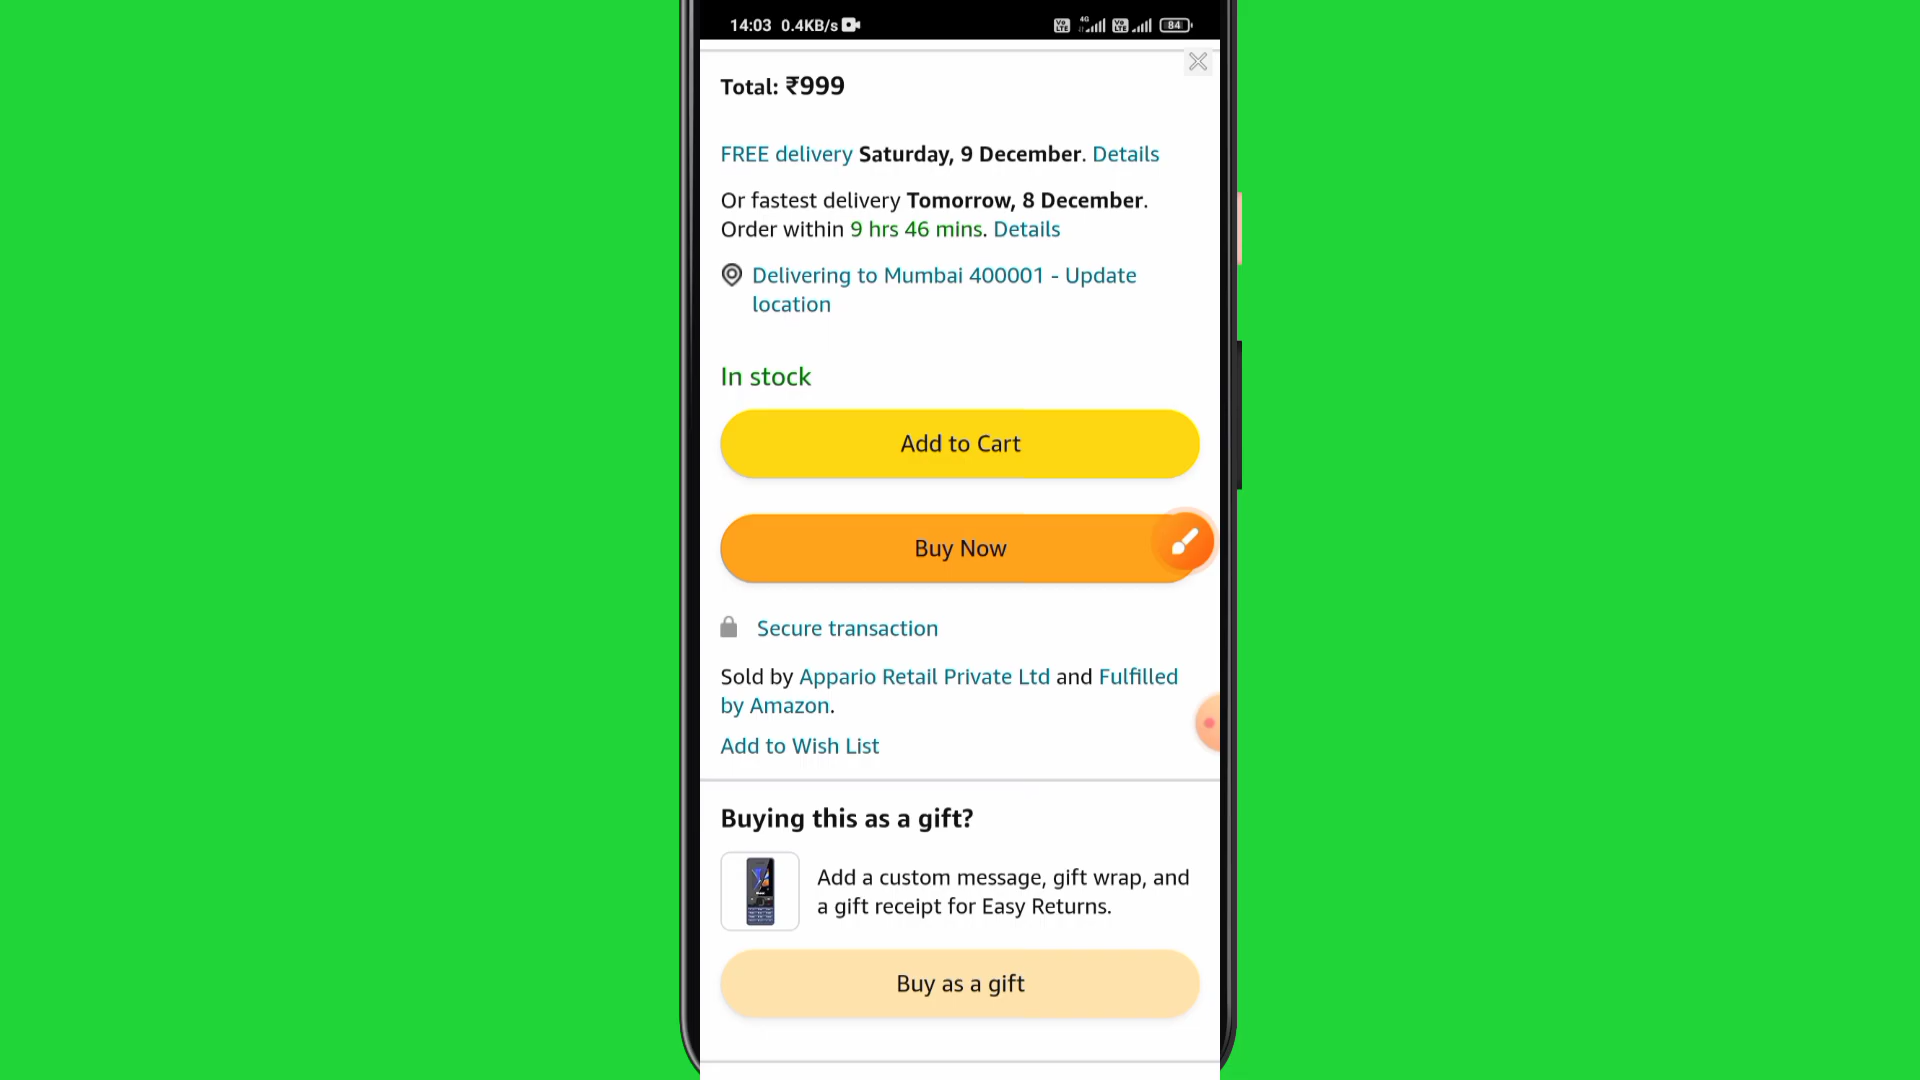 14:03 0.4KB/s 4G 84
Total: ₹999
FREE delivery Saturday, 9 December. Details
Or fastest delivery Tomorrow, 8 December.
Order within 9 hrs 46 mins. Details
Delivering to Mumbai 400001 - Update
location
In stock
Add to Cart
Buy Now
Secure transaction
Sold by Appario Retail Private Ltd and Fulfilled
by Amazon.
Add to Wish List
Buying this as a gift?
Add a custom message, gift wrap, and
a gift receipt for Easy Returns.
Buy as a gift